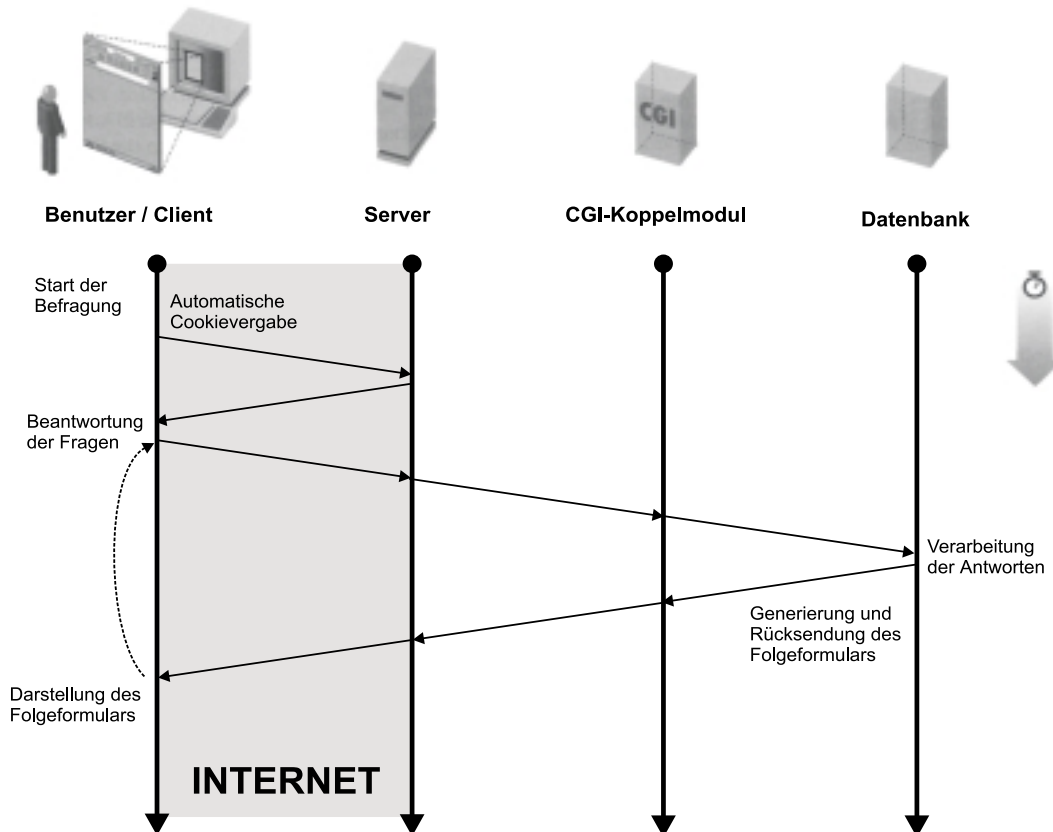 CGI
Benutzer / Client
Server
CGI-Koppelmodul
Datenbank
Start der
Befragung
Automatische
Cookievergabe
Beantwortung
der Fragen
Verarbeitung
der Antworten
Generierung und
Rücksendung des
Folgeformulars
Darstellung des
Folgeformulars
INTERNET